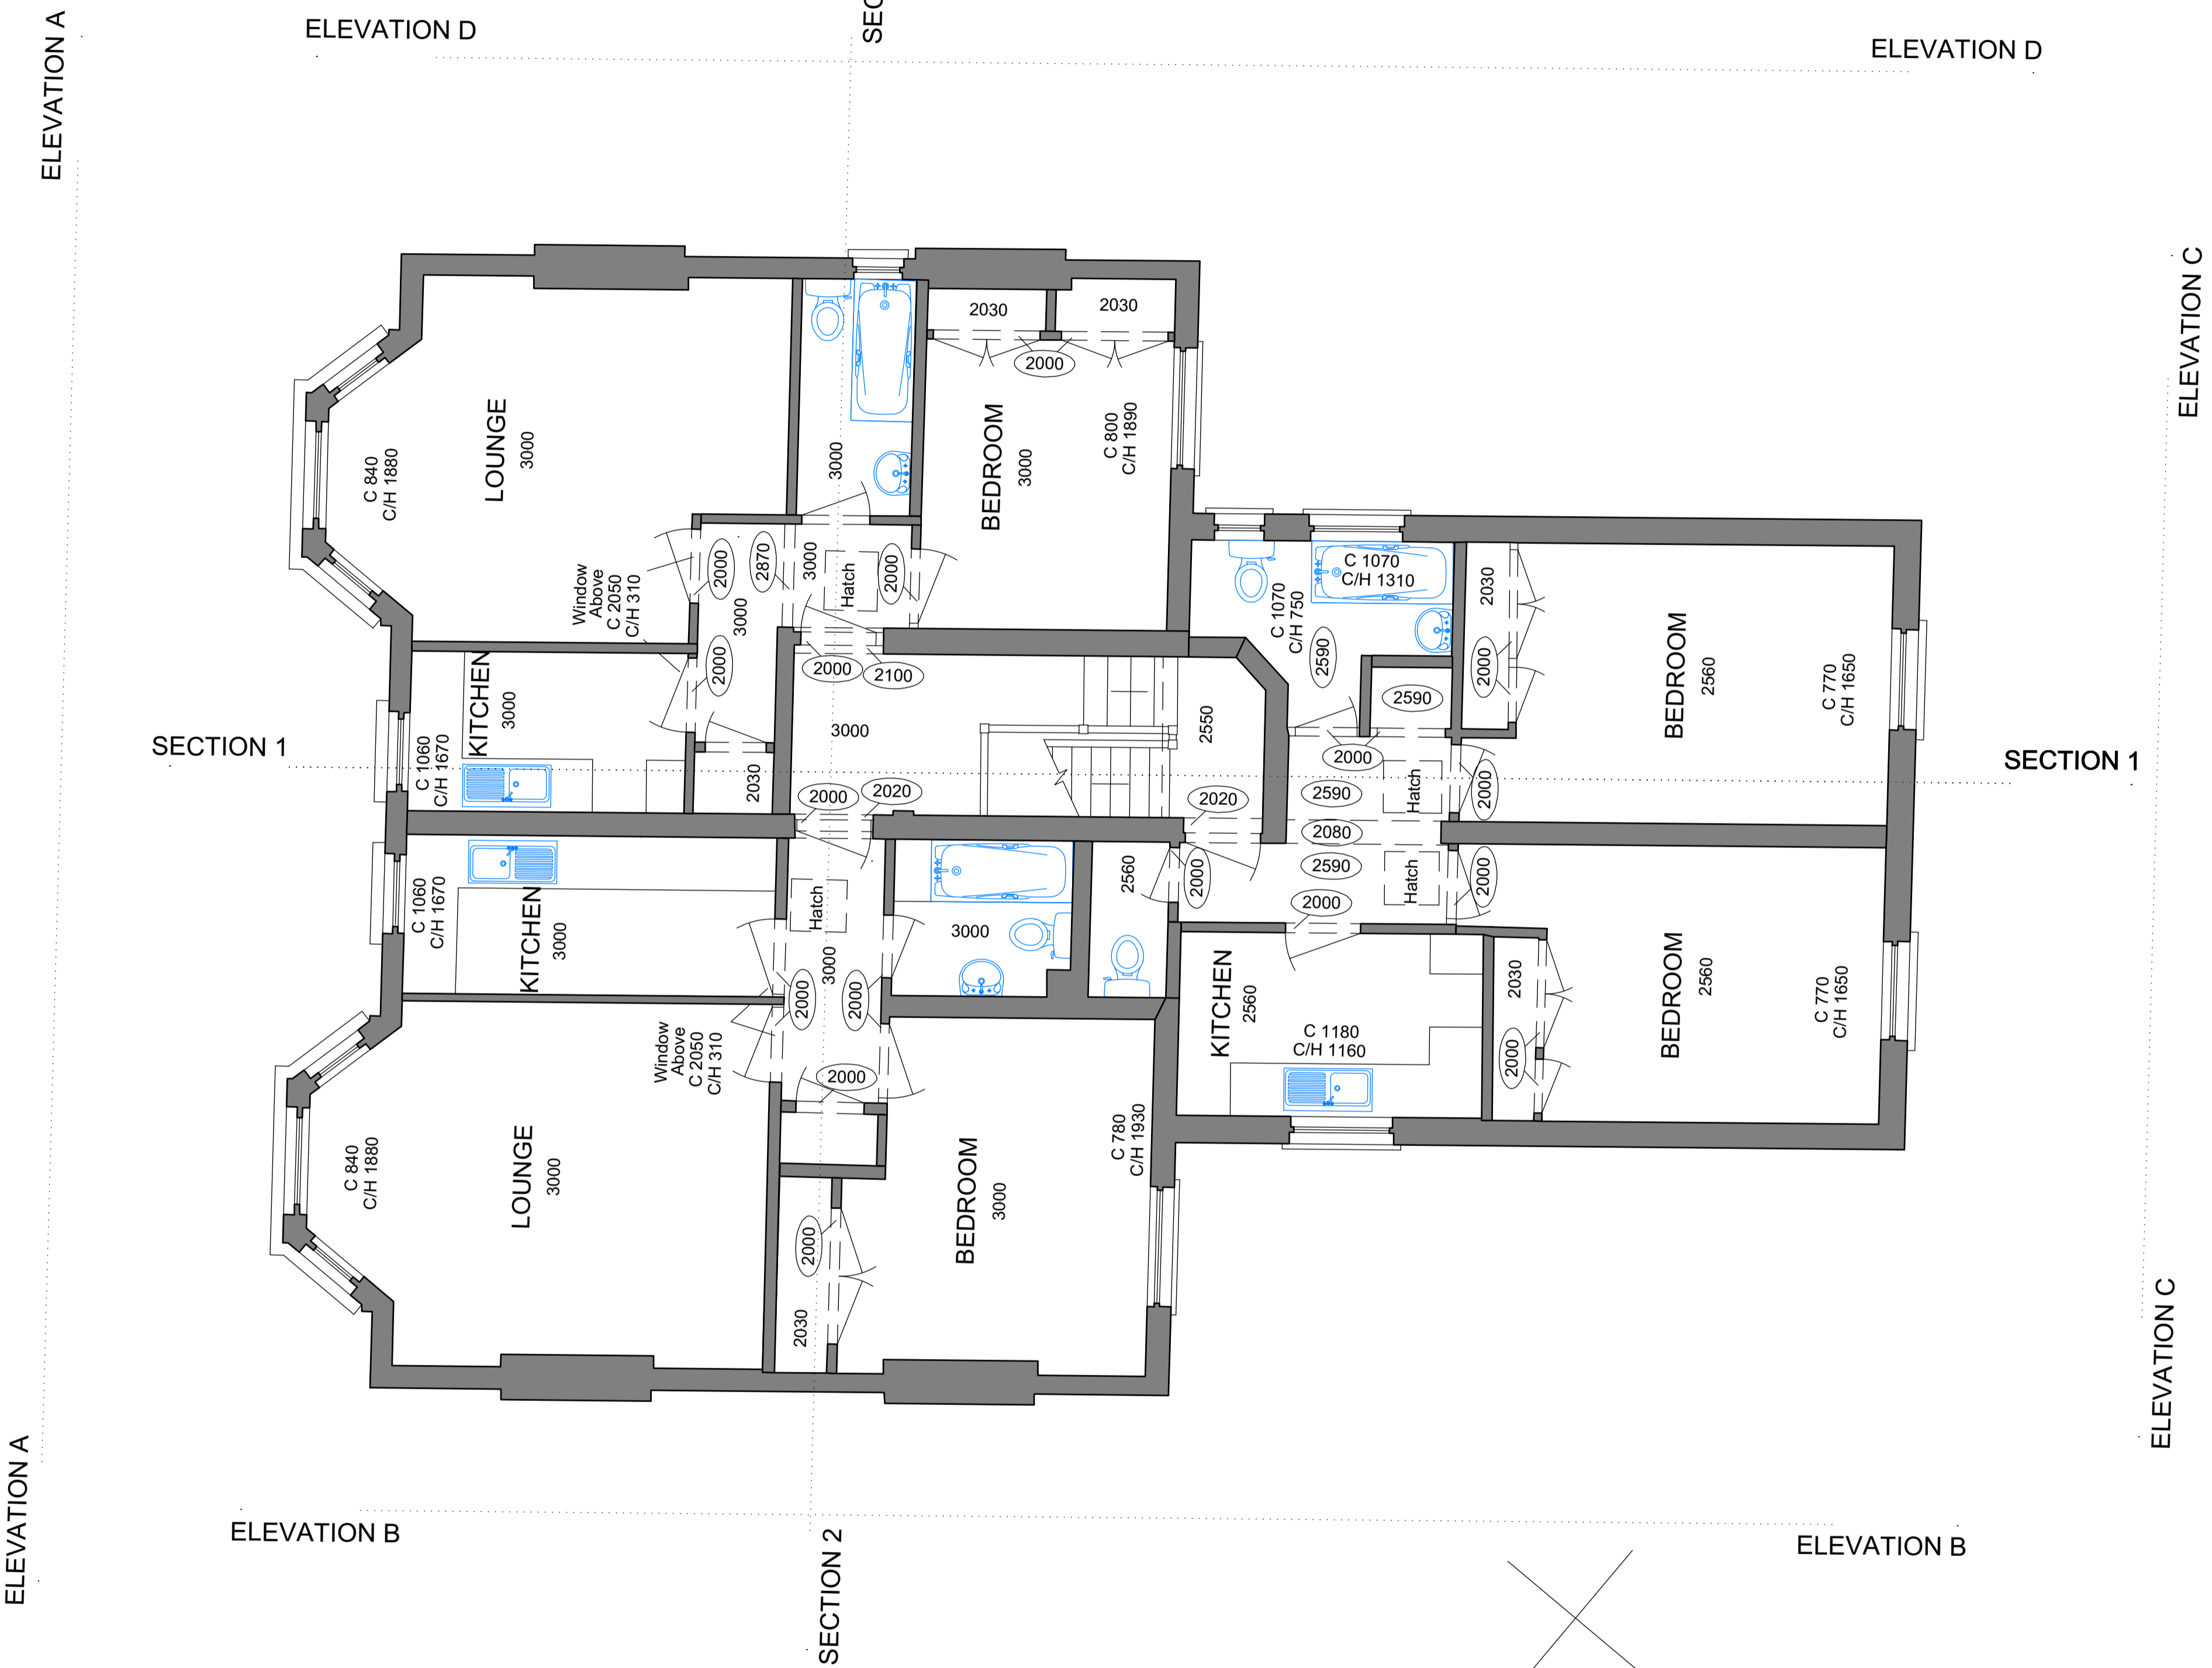 ELEVATION A
ELEVATION D
SEC
ELEVATION D
ELEVATION C
2030
2030
2000
LOUNGE
3000
C 840
C/H 1880
3000
BEDROOM
3000
C 800
C/H 1890
Window
Above
C 2050
C/H 310
2000
2870
3000
Hatch
2000
3000
2000
2000
2100
KITCHEN
3000
C 1060
C/H 1670
2030
3000
2550
C 1070
C/H 1310
C 1070
C/H 750
2590
2590
2030
2000
BEDROOM
2560
C 770
C/H 1650
SECTION 1
SECTION 1
2000
2020
2020
2000
2590
Hatch
2000
2080
2590
Hatch
2000
2000
C 1060
C/H 1670
KITCHEN
3000
Hatch
3000
2000
2000
3000
2560
2000
KITCHEN
2560
C 1180
C/H 1160
2030
2000
BEDROOM
2560
C 770
C/H 1650
Window
Above
C 2050
C/H 310
2000
LOUNGE
3000
C 840
C/H 1880
2000
2030
BEDROOM
3000
C 780
C/H 1930
ELEVATION C
ELEVATION A
ELEVATION B
SECTION 2
ELEVATION B